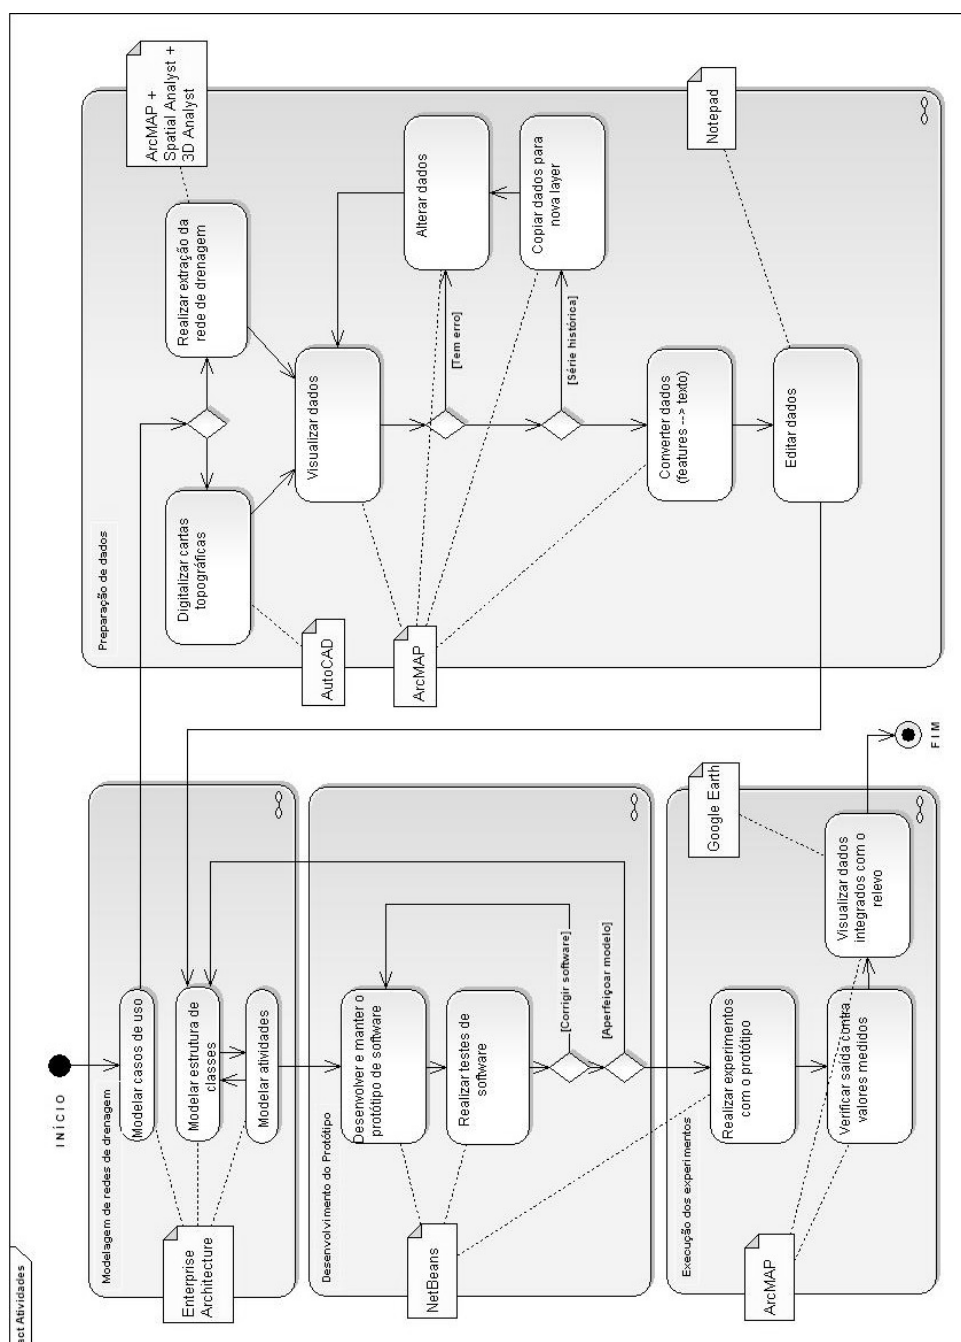 act Atividades
INÍCIO
Modelagem de redes de drenagem
Modelar casos de uso
Modelar estrutura de
classes
Modelar atividades
Enterprise
Architecture
Desenvolvimento do Protótipo
Desenvolver e manter o
protótipo de software
Realizar testes de
software
[Corrigir software]
[Aperfeiçoar modelo]
NetBeans
Execução dos experimentos
Realizar experimentos
com o protótipo
Verificar saída contra
valores medidos
Visualizar dados
integrados com o
relevo
ArcMAP
Google Earth
FIM
Preparação de dados
Digitalizar cartas
topográficas
Realizar extração da
rede de drenagem
ArcMAP +
Spatial Analyst +
3D Analyst
AutoCAD
Visualizar dados
Alterar dados
[Tem erro]
Copiar dados para
nova layer
[Série histórica]
ArcMAP
Converter dados
(features --> texto)
Editar dados
Notepad